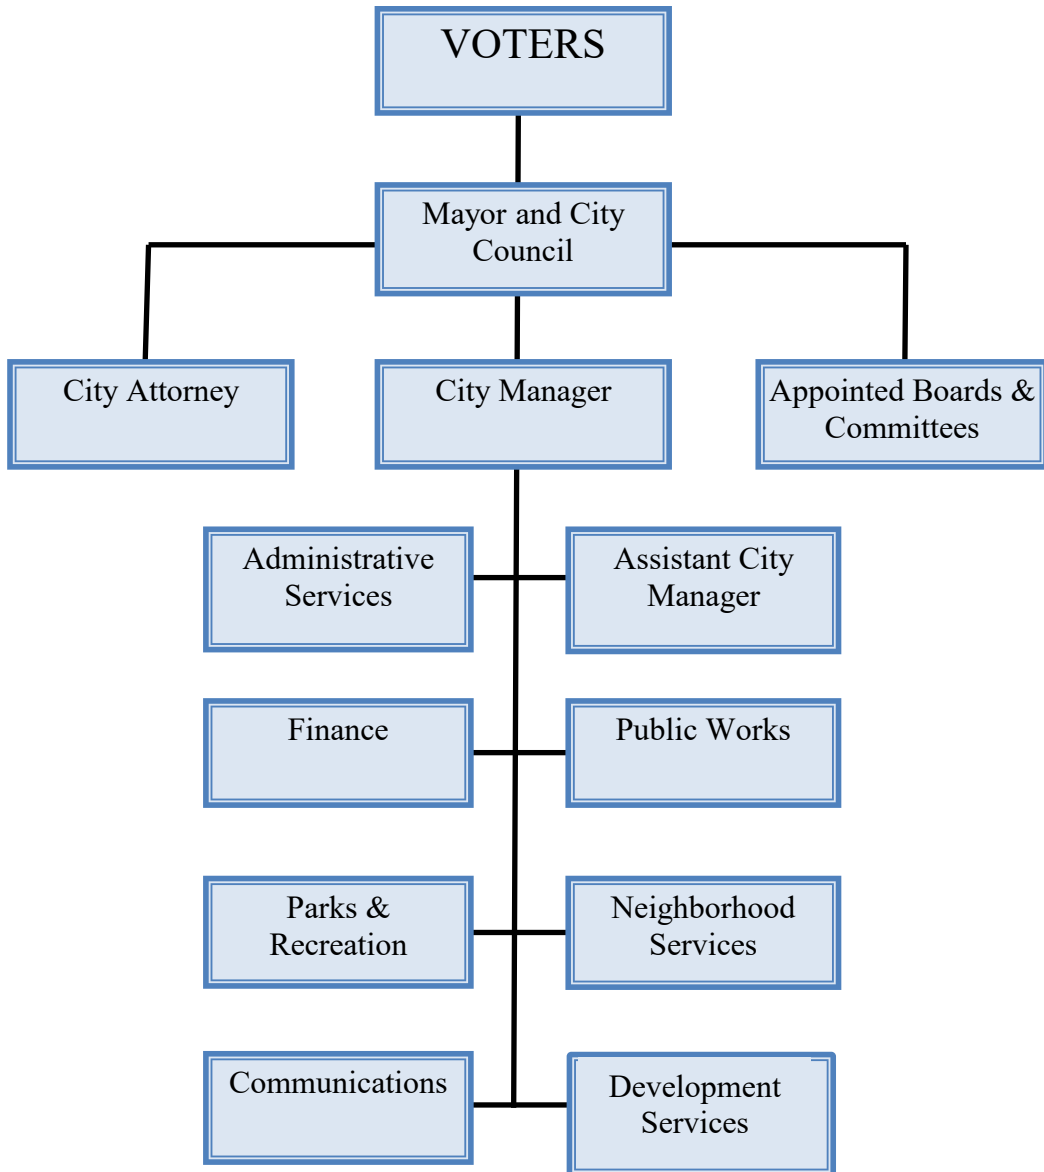 VOTERS
Mayor and City
Council
City Attorney
City Manager
Appointed Boards &
Committees
Administrative
Services
Assistant City
Manager
Finance
Public Works
Parks &
Recreation
Neighborhood
Services
Communications
Development
Services